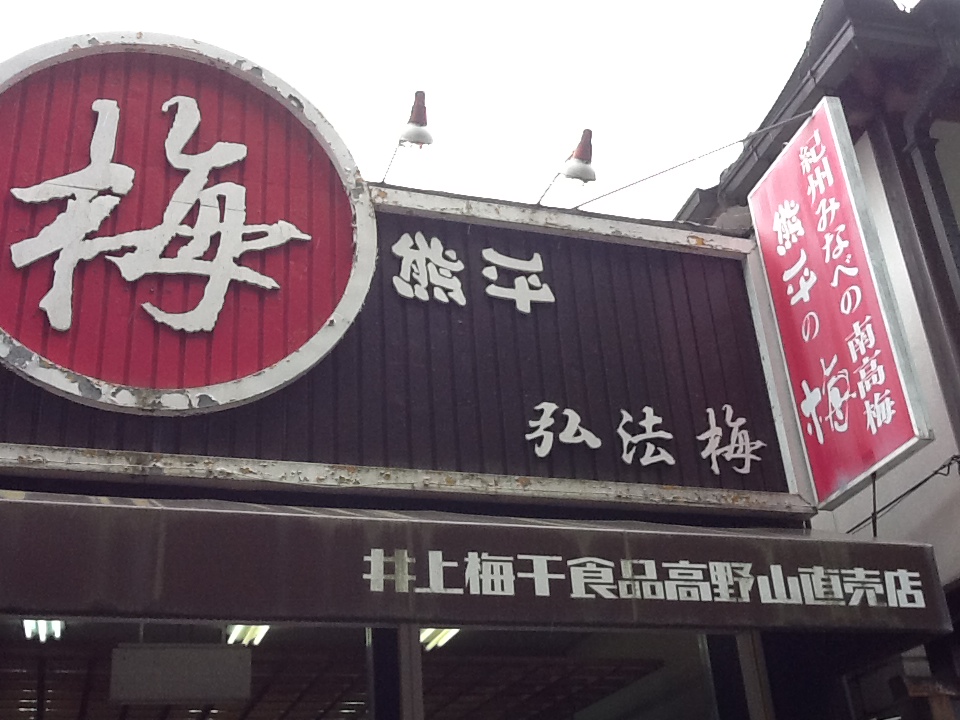 梅
熊平
弘法梅
紀州みなべの南高梅
熊平の梅
井上梅干食品高野山直売店